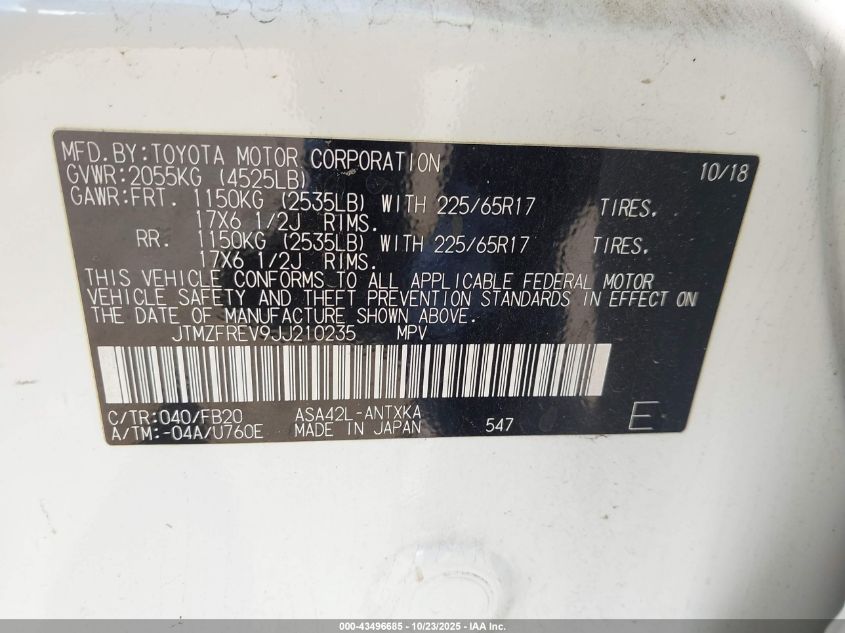 MFD.BY:TOYOTA MOTOR CORPORATION 10/18
GVWR:2055KG (4525LB)
GAWR:FRT. 1150KG (2535LB) WITH 225/65R17 TIRES.
17X6 1/2J RIMS.
RR. 1150KG (2535LB) WITH 225/65R17 TIRES.
17X6 1/2J RIMS.
THIS VEHICLE CONFORMS TO ALL APPLICABLE FEDERAL MOTOR
VEHICLE SAFETY AND THEFT PREVENTION STANDARDS IN EFFECT ON
THE DATE OF MANUFACTURE SHOWN ABOVE.
JTMZFREV9JJ210235 MPV
C/TR:040/FB20 ASA42L-ANTXKA
A/TM:-04A/U760E MADE IN JAPAN 547 E
000-43496685 - 10/23/2025 - IAA Inc.